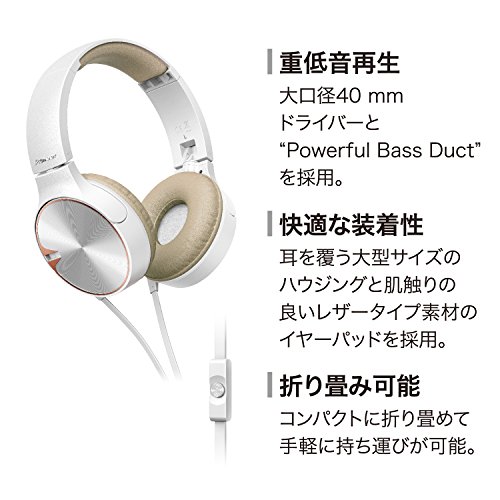 重低音再生
大口径40 mm
ドライバーと
“Powerful Bass Duct”
を採用。
快適な装着性
耳を覆う大型サイズの
ハウジングと肌触りの
良いレザータイプ素材の
イヤーパッドを採用。
折り畳み可能
コンパクトに折り畳めて
手軽に持ち運びが可能。